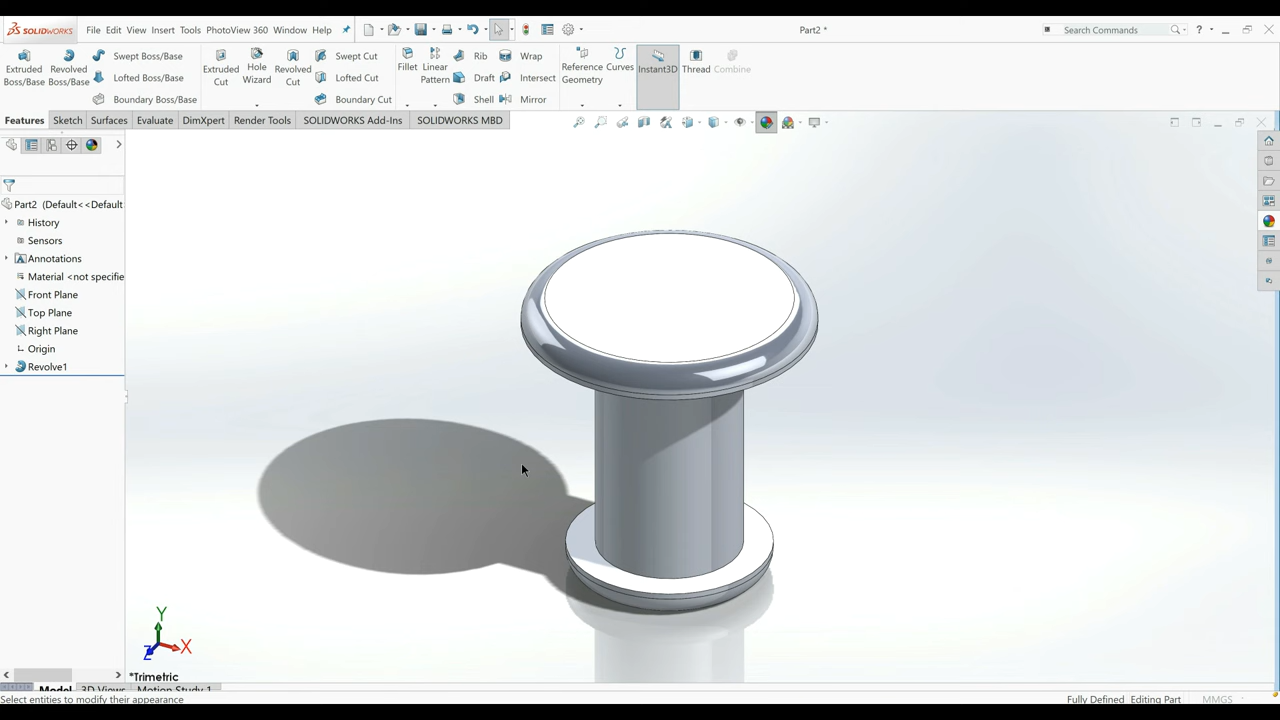 SOLIDWORKS File Edit View Insert Tools PhotoView 360 Window Help Part2 * Search Commands ?
Extruded Boss/Base
Revolved Boss/Base
Swept Boss/Base
Lofted Boss/Base
Boundary Boss/Base
Extruded Cut
Hole Wizard
Revolved Cut
Swept Cut
Lofted Cut
Boundary Cut
Fillet
Linear Pattern
Rib
Draft
Shell
Wrap
Intersect
Mirror
Reference Geometry
Curves
Instant3D
Thread
Combine
Features Sketch Surfaces Evaluate DimXpert Render Tools SOLIDWORKS Add-Ins SOLIDWORKS MBD
Part2 (Default<<Default
History
Sensors
Annotations
Material <not specifie
Front Plane
Top Plane
Right Plane
Origin
Revolve1
Y
X
Z
*Trimetric
Model 3D Views Motion Study 1
Select entities to modify their appearance Fully Defined Editing Part MMGS